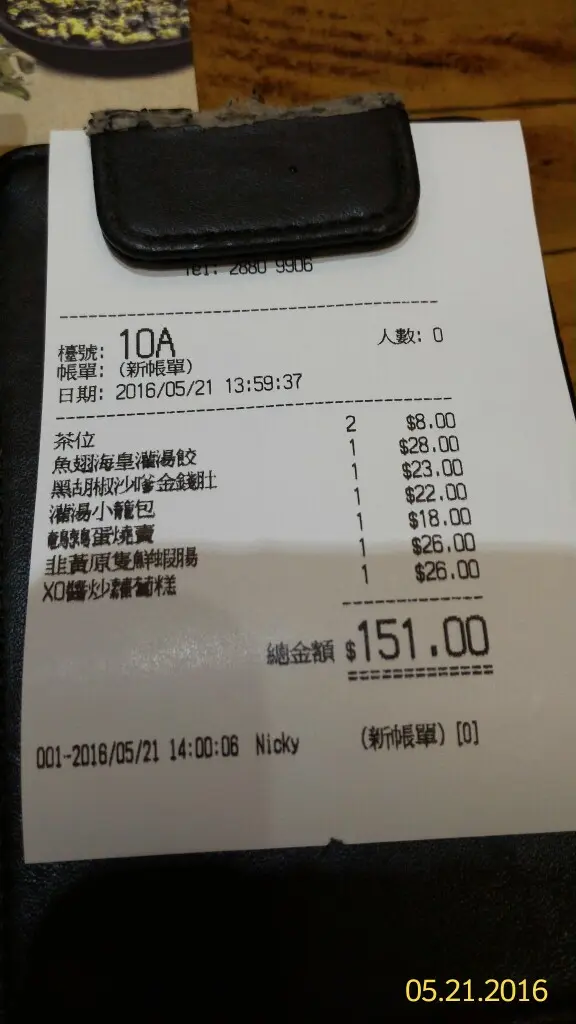 Tel: 2880 9906
檯號: 10A
人數: 0
帳單: (新帳單)
日期: 2016/05/21 13:59:37
茶位 2 $8.00
魚翅海皇灌湯餃 1 $28.00
黑胡椒沙嗲金錢肚 1 $23.00
灌湯小籠包 1 $22.00
鵪鶉蛋燒賣 1 $18.00
韭黃原隻鮮蝦腸 1 $26.00
XO醬炒蘿蔔糕 1 $26.00
總金額 $151.00
001-2016/05/21 14:00:06 Nicky (新帳單) [0]
05.21.2016